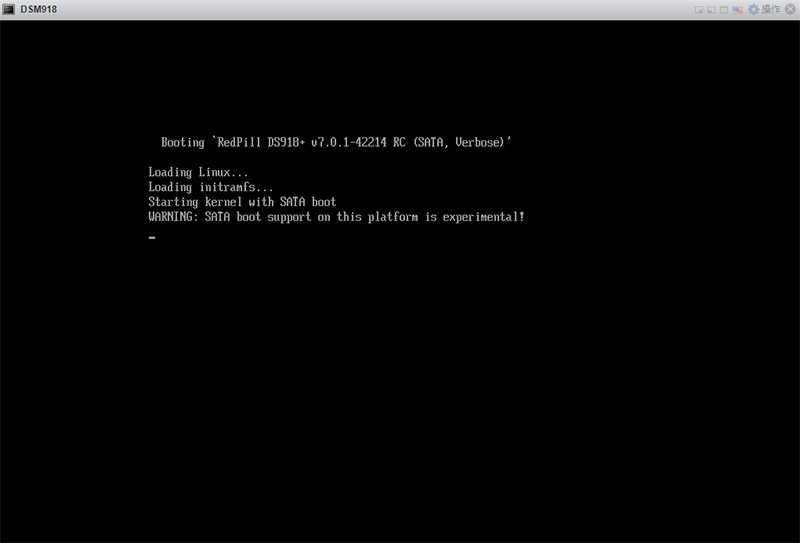 DSM918
操作
Booting `RedPill DS918+ v7.0.1-42214 RC (SATA, Verbose)'
Loading Linux...
Loading initramfs...
Starting kernel with SATA boot
WARNING: SATA boot support on this platform is experimental!